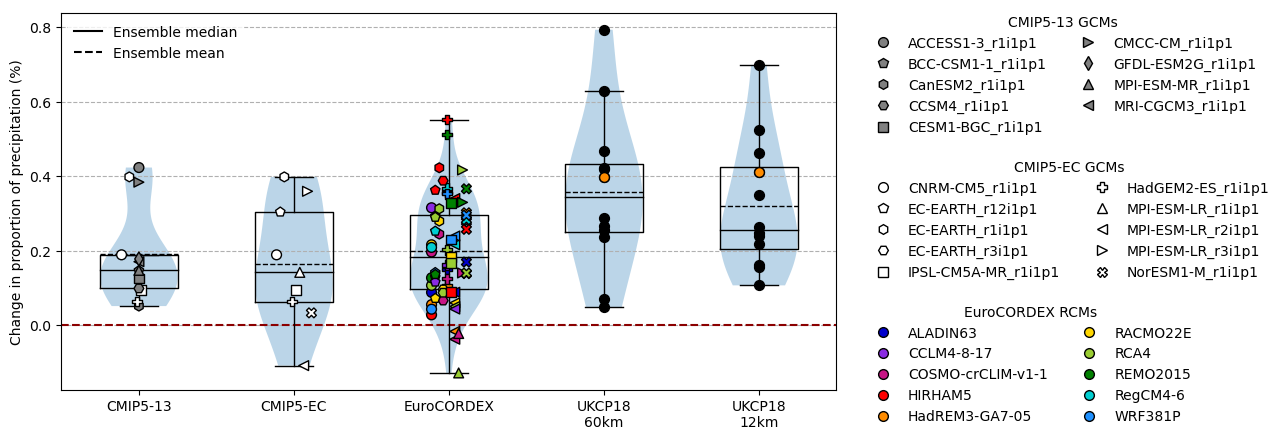 Change in proportion of precipitation (%)
0.8
0.6
0.4
0.2
0.0
Ensemble median
Ensemble mean
CMIP5-13
CMIP5-EC
EuroCORDEX
UKCP18
60km
UKCP18
12km
CMIP5-13 GCMs
ACCESS1-3_r1i1p1
BCC-CSM1-1_r1i1p1
CanESM2_r1i1p1
CCSM4_r1i1p1
CESM1-BGC_r1i1p1
CMCC-CM_r1i1p1
GFDL-ESM2G_r1i1p1
MPI-ESM-MR_r1i1p1
MRI-CGCM3_r1i1p1
CMIP5-EC GCMs
CNRM-CM5_r1i1p1
EC-EARTH_r12i1p1
EC-EARTH_r1i1p1
EC-EARTH_r3i1p1
IPSL-CM5A-MR_r1i1p1
HadGEM2-ES_r1i1p1
MPI-ESM-LR_r1i1p1
MPI-ESM-LR_r2i1p1
MPI-ESM-LR_r3i1p1
NorESM1-M_r1i1p1
EuroCORDEX RCMs
ALADIN63
CCLM4-8-17
COSMO-crCLIM-v1-1
HIRHAM5
HadREM3-GA7-05
RACMO22E
RCA4
REMO2015
RegCM4-6
WRF381P